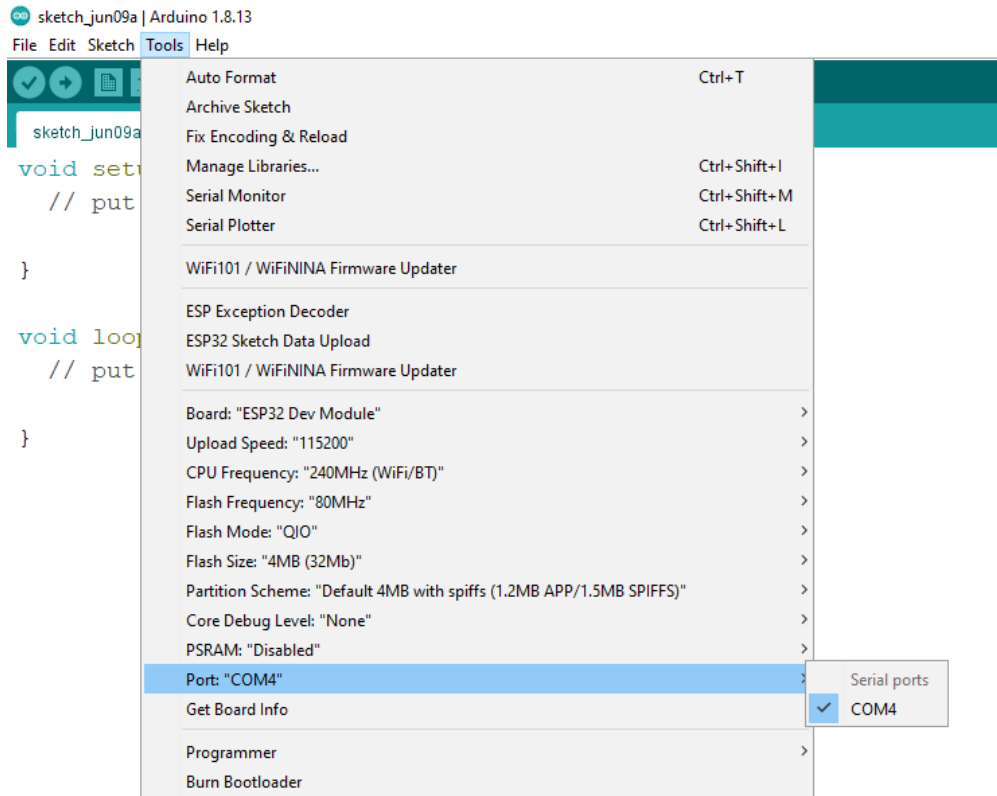 sketch_jun09a | Arduino 1.8.13
File Edit Sketch Tools Help
Auto Format Ctrl+T
Archive Sketch
sketch_jun09a
Fix Encoding & Reload
void setu
Manage Libraries... Ctrl+Shift+I
// put
Serial Monitor Ctrl+Shift+M
Serial Plotter Ctrl+Shift+L
}
WiFi101 / WiFiNINA Firmware Updater
ESP Exception Decoder
void loop
ESP32 Sketch Data Upload
// put
WiFi101 / WiFiNINA Firmware Updater
Board: "ESP32 Dev Module"
}
Upload Speed: "115200"
CPU Frequency: "240MHz (WiFi/BT)"
Flash Frequency: "80MHz"
Flash Mode: "QIO"
Flash Size: "4MB (32Mb)"
Partition Scheme: "Default 4MB with spiffs (1.2MB APP/1.5MB SPIFFS)"
Core Debug Level: "None"
PSRAM: "Disabled"
Port: "COM4"
Serial ports
COM4
Get Board Info
Programmer
Burn Bootloader